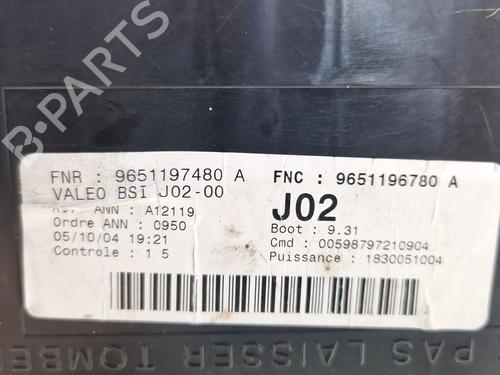 B-PARTS
FNR : 9651197480 A FNC : 9651196780 A
VALEO BSI J02-00 J02
ANN : A12119 Boot : 9.31
Ordre ANN : 0950 Cmd : 00598797210904
05/10/04 19:21 Puissance : 1830051004
Controle : 1 5
PAS LAISSER TOMBE